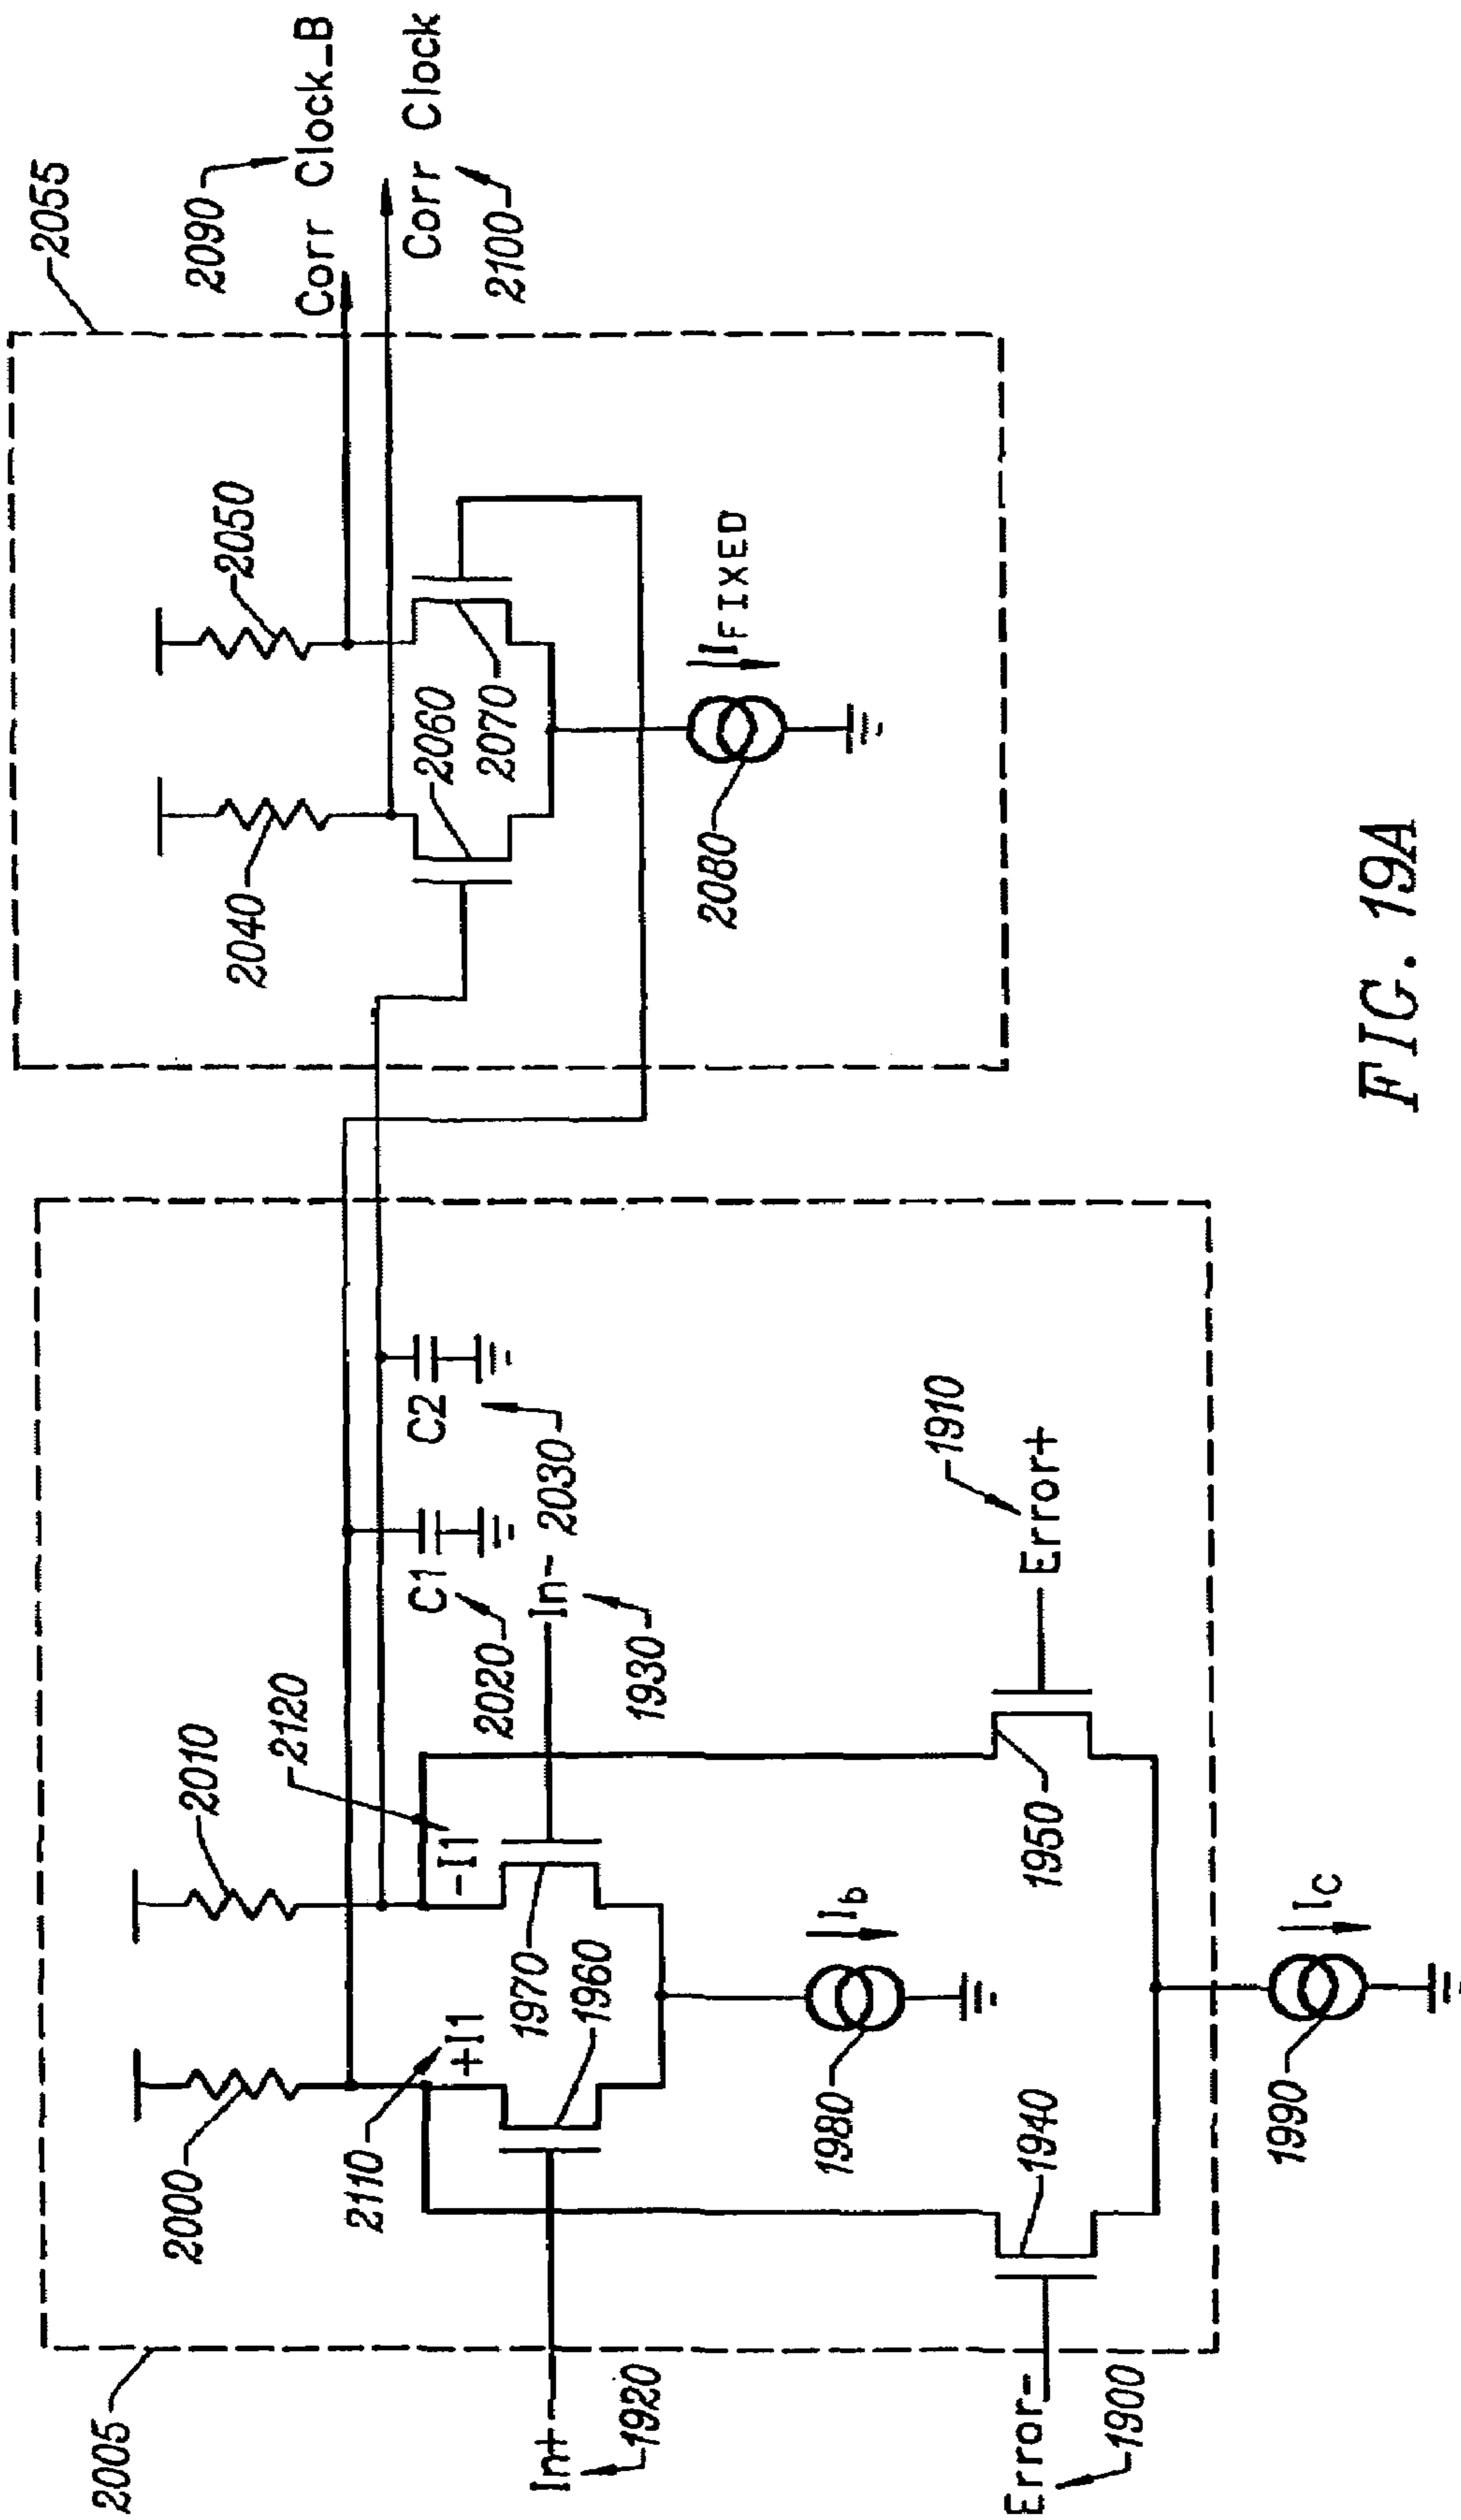 2005
2000
2010
2110
+I1
2120
-I1
In+
1920
1970
1960
In-
1930
C1
2020
C2
2030
1980
Ib
Error-
1900
1940
1950
Error+
1910
1990
Ic
2055
2040
2050
2060
2070
2080
IFIXED
2090
Corr Clock_B
Corr Clock
2100
FIG. 19A